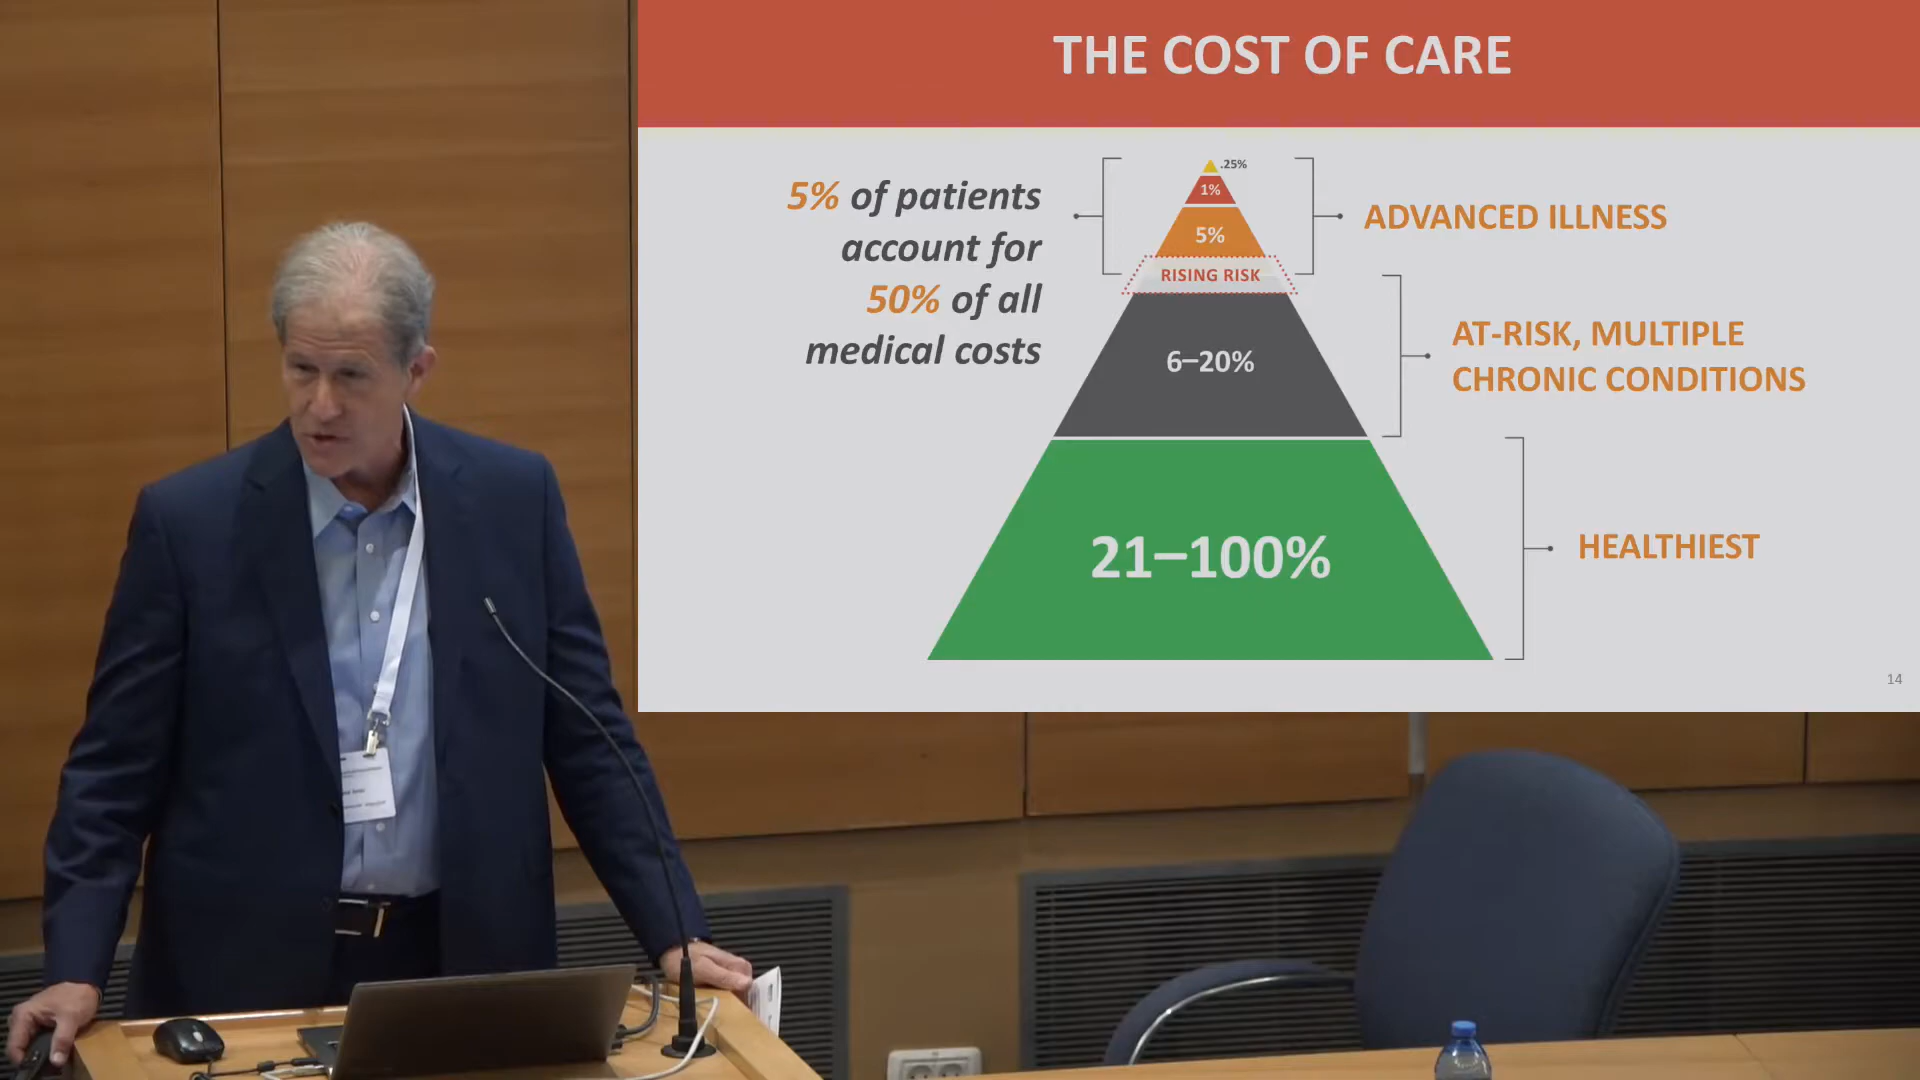 THE COST OF CARE
5% of patients
account for
50% of all
medical costs
.25%
1%
5%
RISING RISK
6–20%
21–100%
ADVANCED ILLNESS
AT-RISK, MULTIPLE
CHRONIC CONDITIONS
HEALTHIEST
14